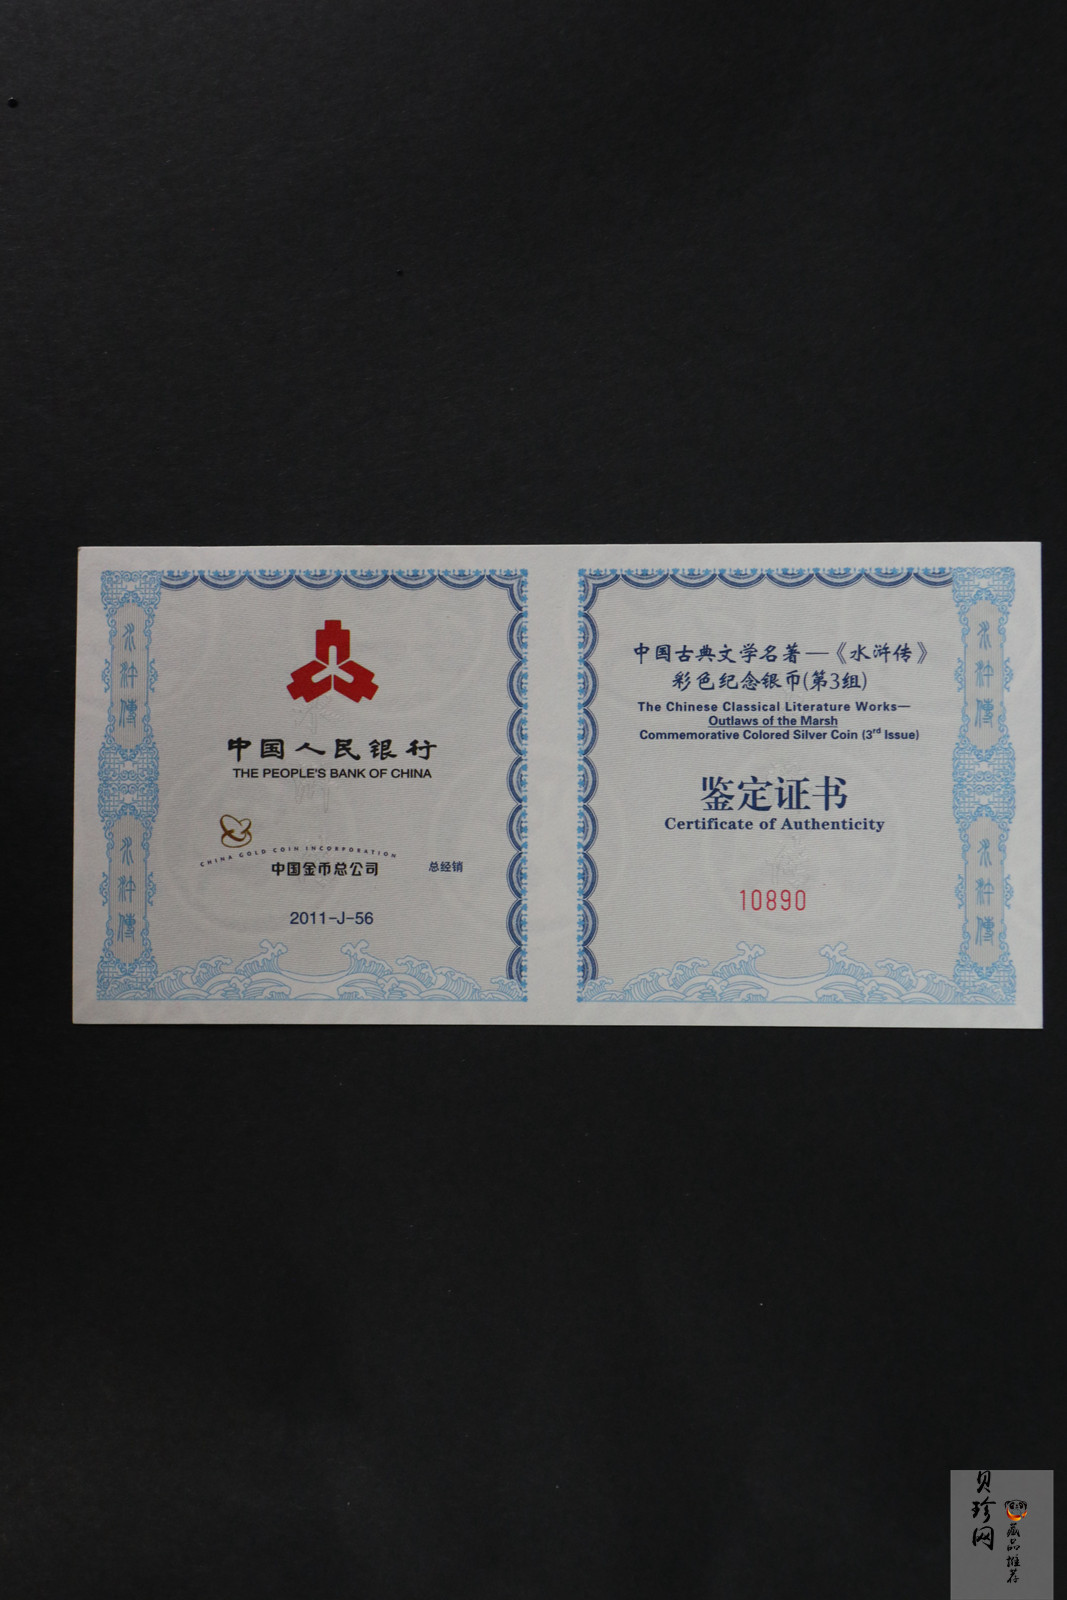 中国人民银行
THE PEOPLE'S BANK OF CHINA
CHINA GOLD COIN INCORPORATION
中国金币总公司
总经销
2011-J-56
水浒傳
水浒傳
中国古典文学名著—《水浒传》
彩色纪念银币(第3组)
The Chinese Classical Literature Works—
Outlaws of the Marsh
Commemorative Colored Silver Coin (3rd Issue)
鉴定证书
Certificate of Authenticity
10890
水浒傳
水浒傳
贝珍网
藏品推荐